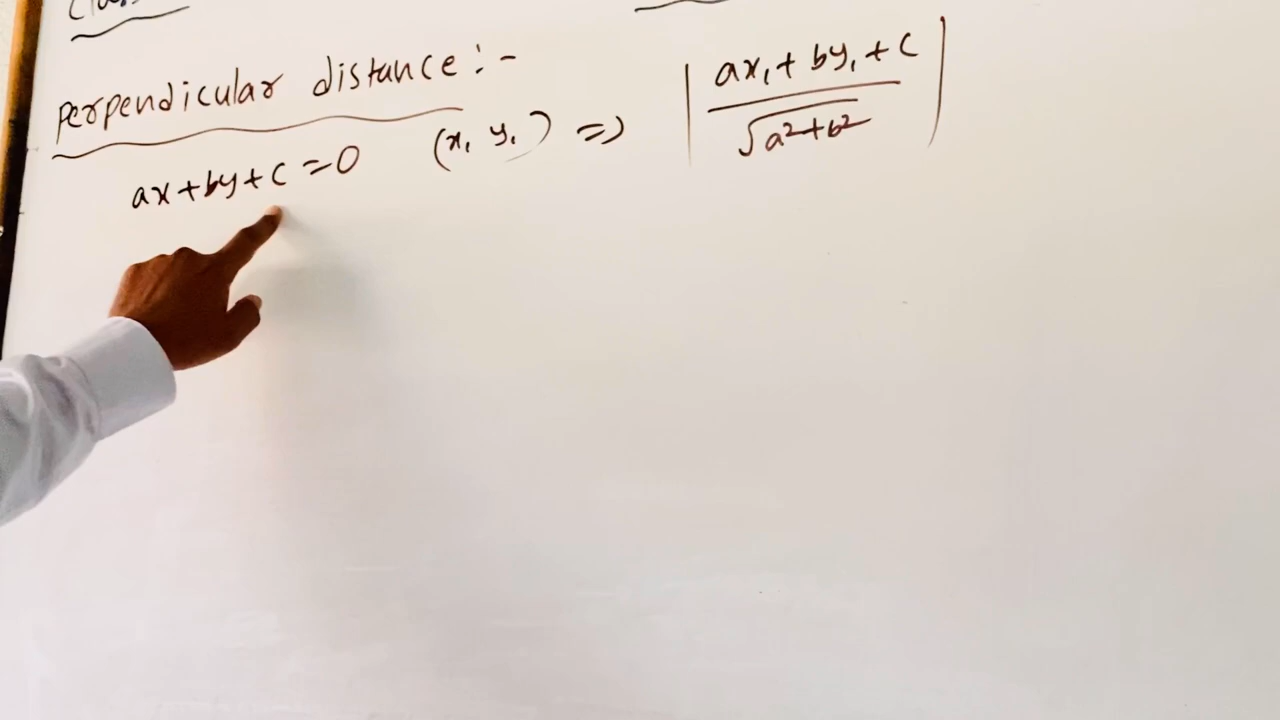 perpendicular distance :-
ax + by + c = 0 (x₁ y₁) => | ax₁ + by₁ + c / √a²+b² |